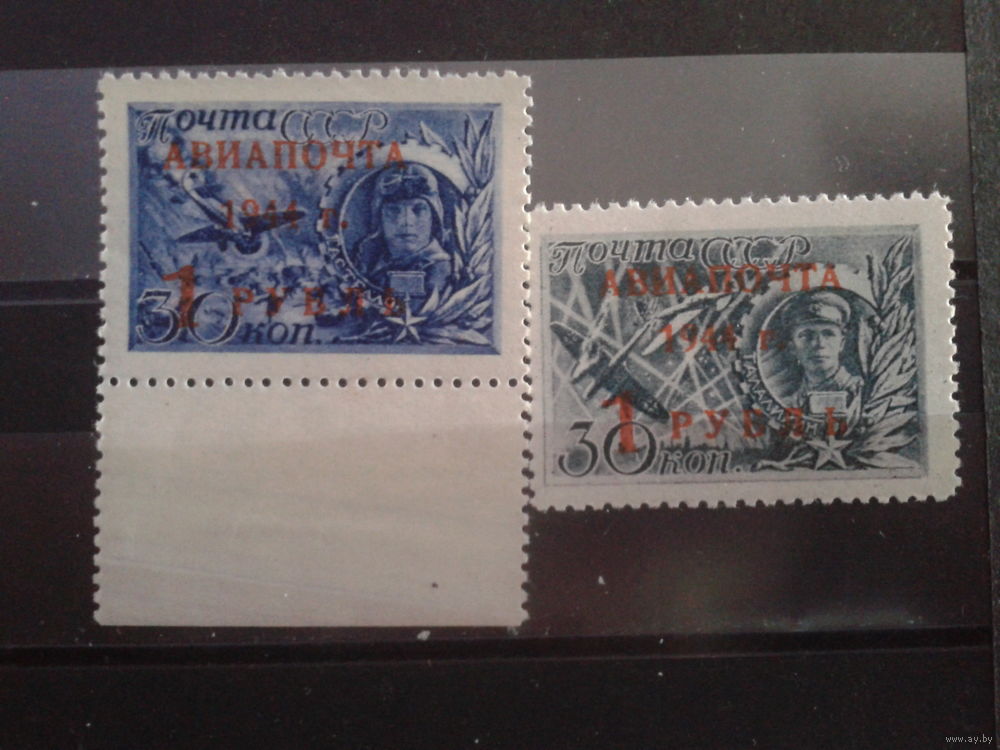 Почта СССР
АВИАПОЧТА
1944 г.
1 РУБЛЬ
30 коп.
Почта СССР
АВИАПОЧТА
1944 г.
1 РУБЛЬ
30 коп.
www.ay.by